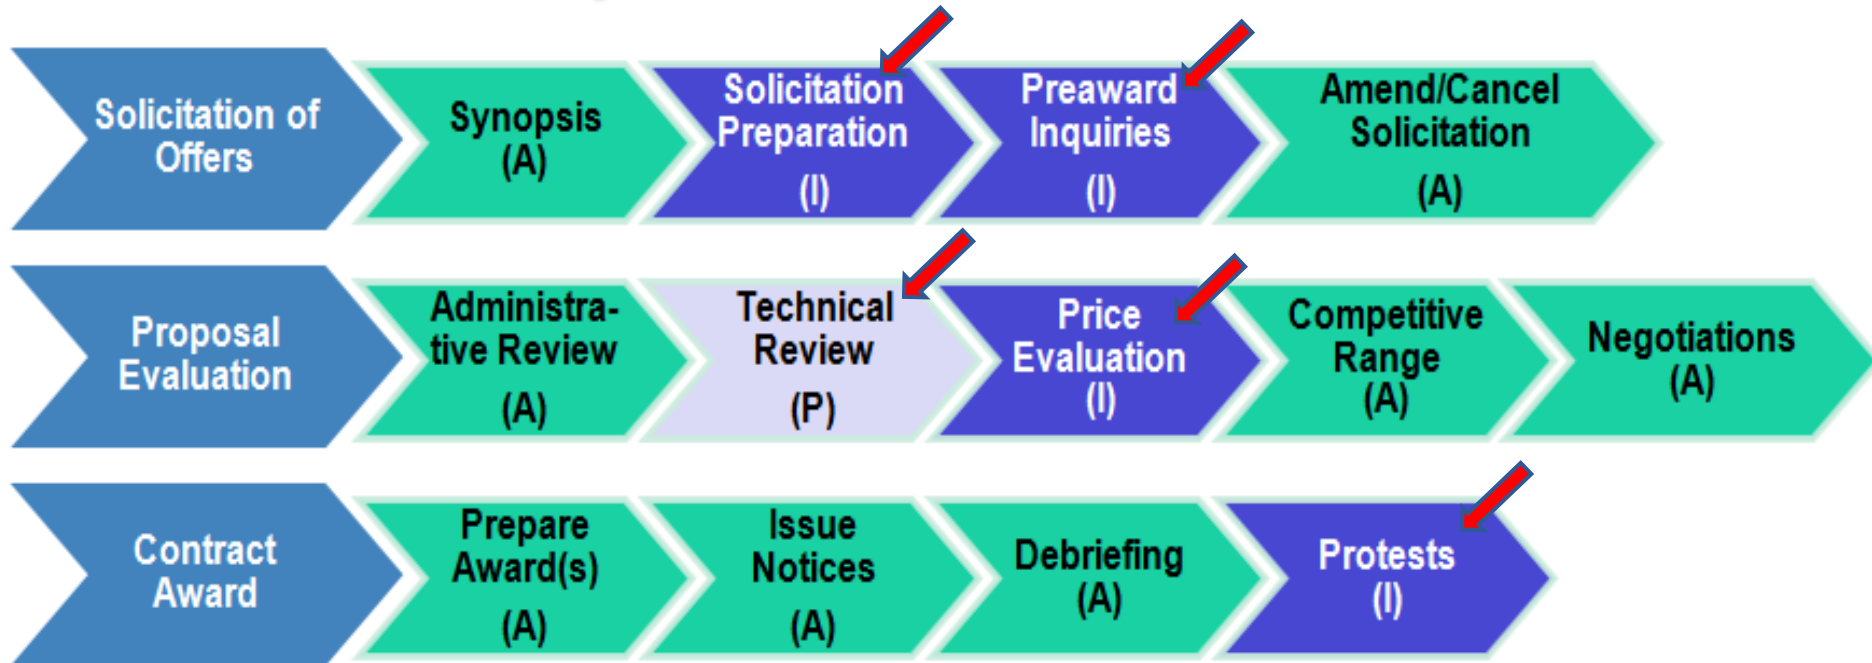 Solicitation of
Offers
Synopsis
(A)
Solicitation
Preparation
(I)
Preaward
Inquiries
(I)
Amend/Cancel
Solicitation
(A)
Proposal
Evaluation
Administra-
tive Review
(A)
Technical
Review
(P)
Price
Evaluation
(I)
Competitive
Range
(A)
Negotiations
(A)
Contract
Award
Prepare
Award(s)
(A)
Issue
Notices
(A)
Debriefing
(A)
Protests
(I)